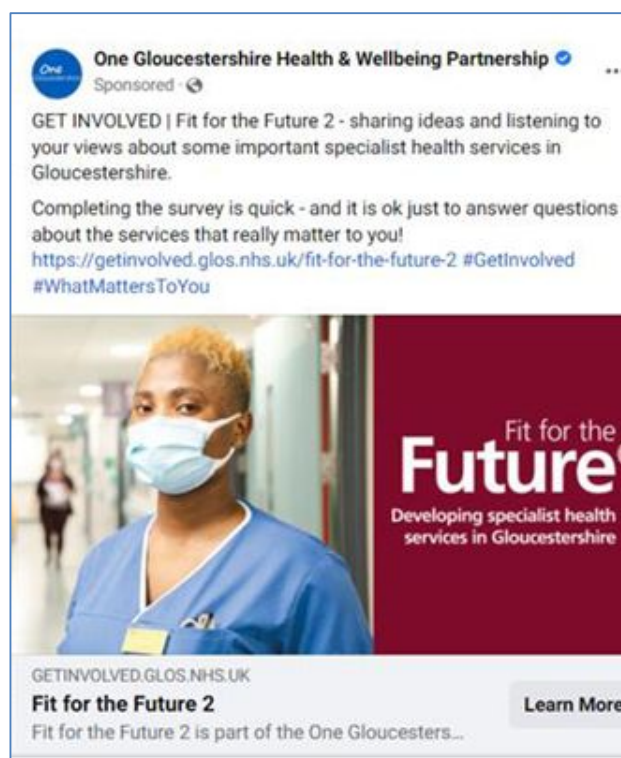 One
One Gloucestershire Health & Wellbeing Partnership
Sponsored ·
GET INVOLVED | Fit for the Future 2 - sharing ideas and listening to
your views about some important specialist health services in
Gloucestershire.
Completing the survey is quick - and it is ok just to answer questions
about the services that really matter to you!
https://getinvolved.glos.nhs.uk/fit-for-the-future-2 #GetInvolved
#WhatMattersToYou
Fit for the
Future
Developing specialist health
services in Gloucestershire
GETINVOLVED.GLOS.NHS.UK
Fit for the Future 2
Learn More
Fit for the Future 2 is part of the One Gloucesters...